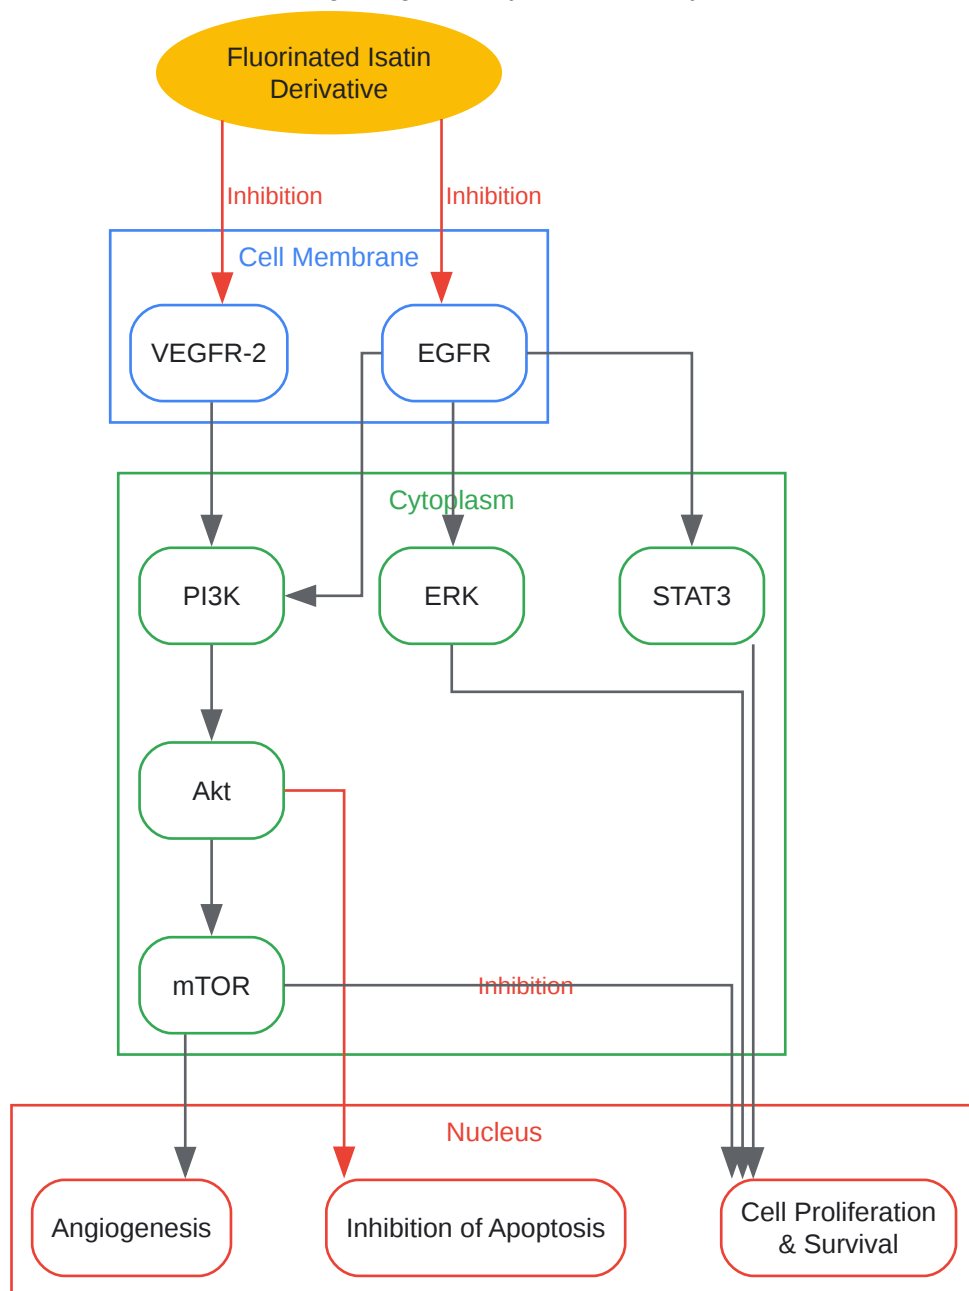 Fluorinated Isatin
Derivative
Inhibition
Inhibition
Cell Membrane
VEGFR-2
EGFR
Cytoplasm
PI3K
ERK
STAT3
Akt
mTOR
Inhibition
Nucleus
Angiogenesis
Inhibition of Apoptosis
Cell Proliferation
& Survival